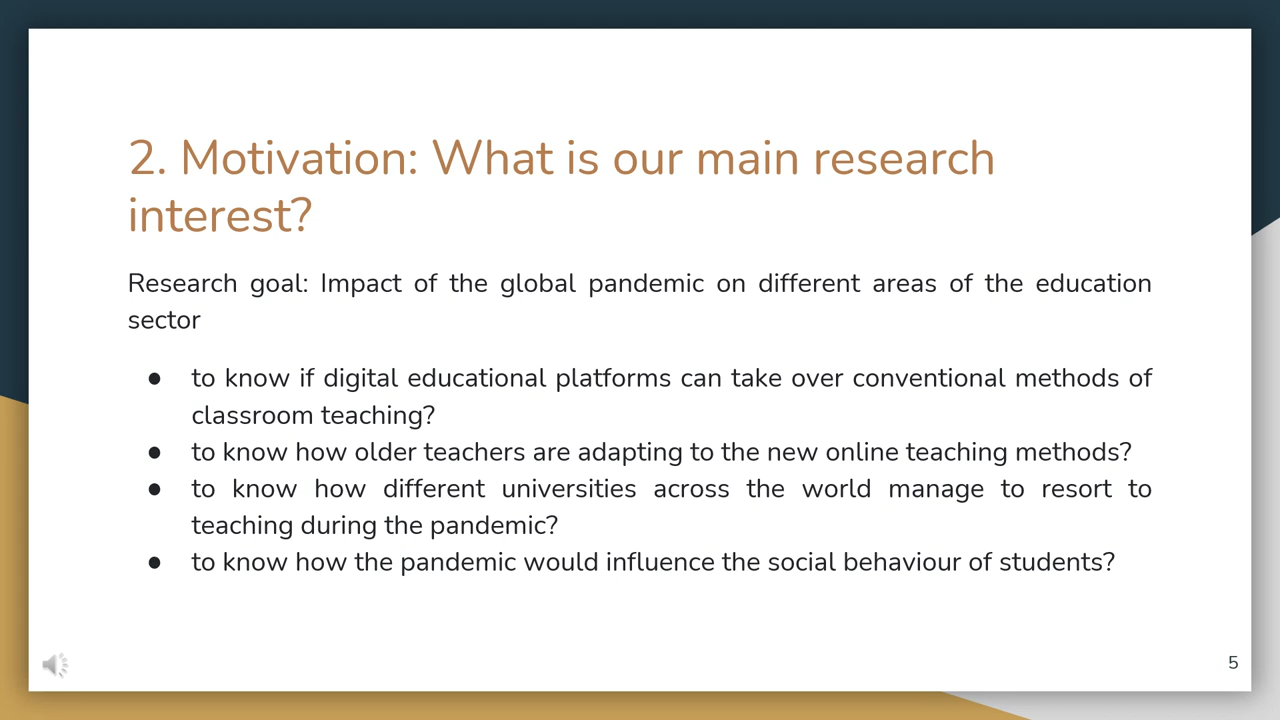 2. Motivation: What is our main research
interest?
Research goal: Impact of the global pandemic on different areas of the education
sector
● to know if digital educational platforms can take over conventional methods of
classroom teaching?
● to know how older teachers are adapting to the new online teaching methods?
● to know how different universities across the world manage to resort to
teaching during the pandemic?
● to know how the pandemic would influence the social behaviour of students?
5